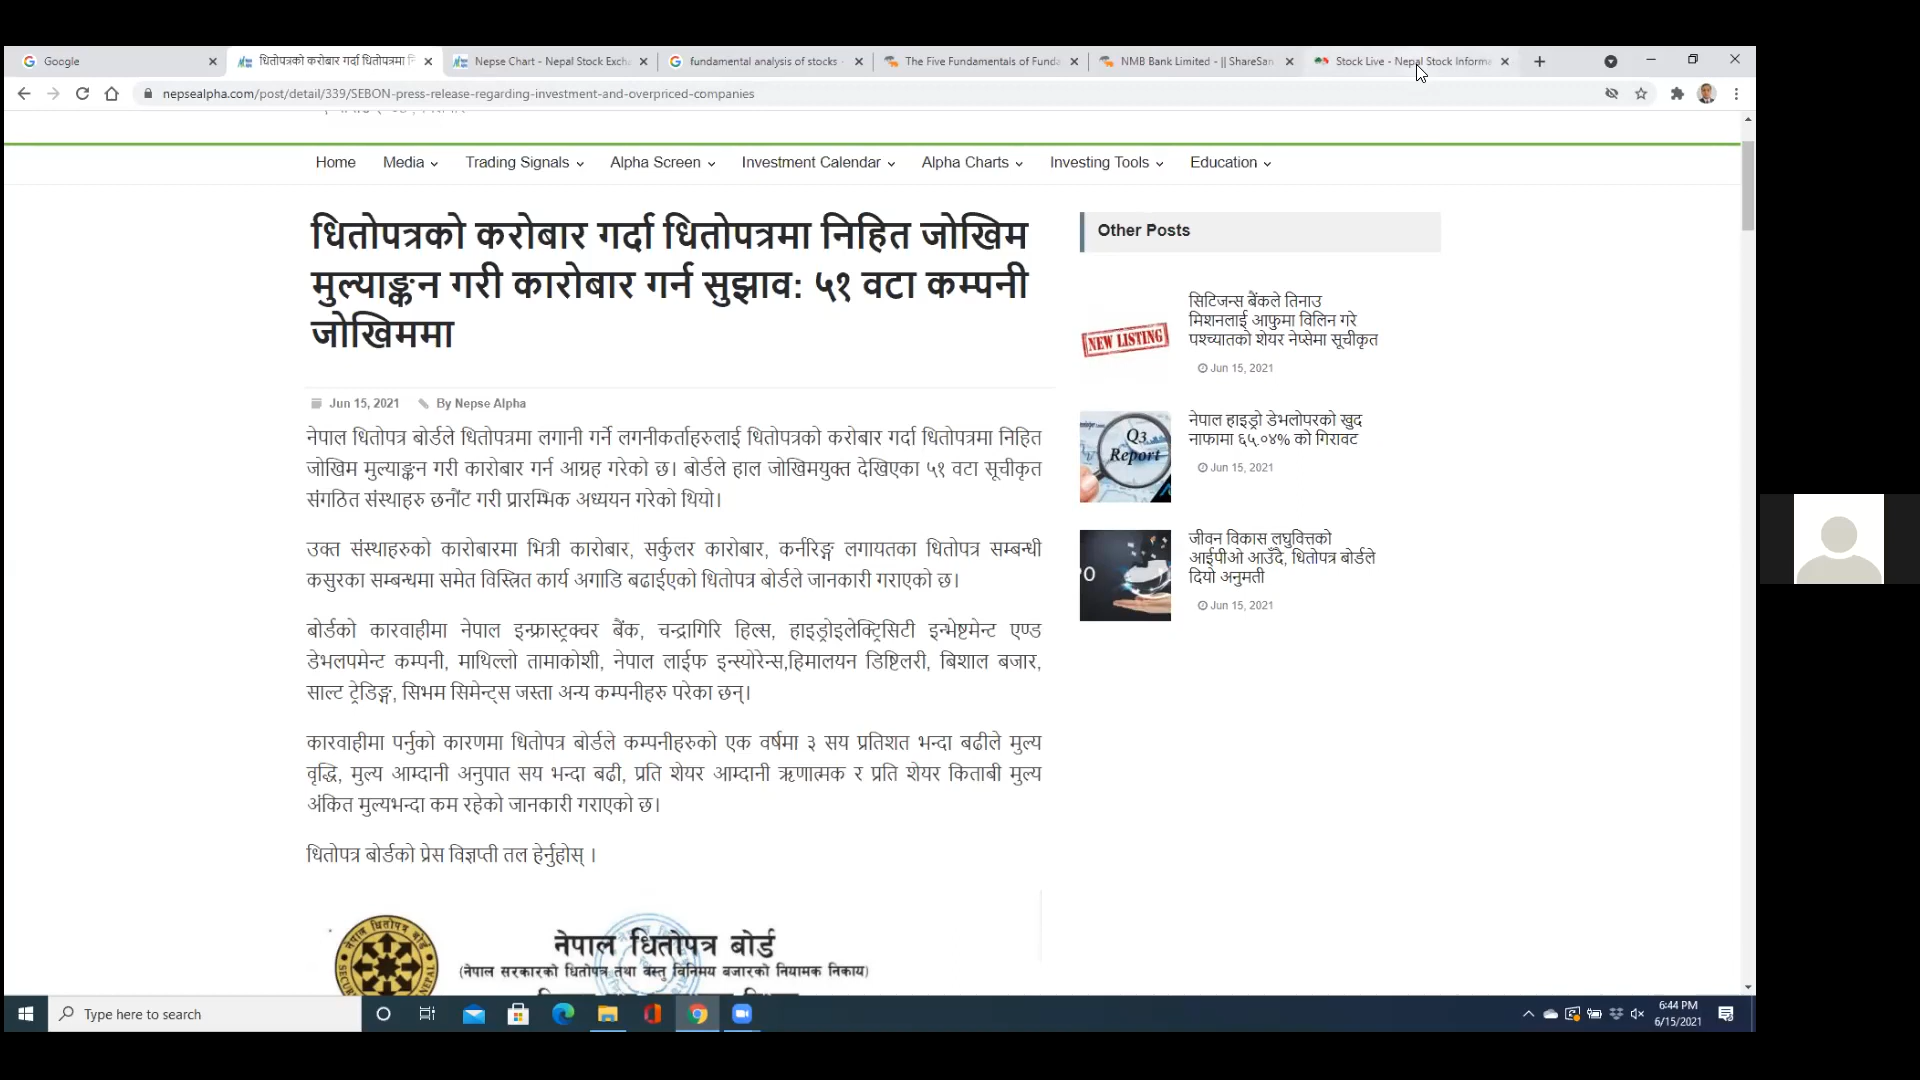 Google
धितोपत्रको करोबार गर्दा धितोपत्रमा नि
Nepse Chart - Nepal Stock Exch
fundamental analysis of stocks -
The Five Fundamentals of Funda
NMB Bank Limited - || ShareSan
Stock Live - Nepal Stock Inform
nepsealpha.com/post/detail/339/SEBON-press-release-regarding-investment-and-overpriced-companies
Home Media Trading Signals Alpha Screen Investment Calendar Alpha Charts Investing Tools Education
धितोपत्रको करोबार गर्दा धितोपत्रमा निहित जोखिम
मुल्याङ्कन गरी कारोबार गर्न सुझाव: ५१ वटा कम्पनी
जोखिममा
Jun 15, 2021 By Nepse Alpha
नेपाल धितोपत्र बोर्डले धितोपत्रमा लगानी गर्ने लगनीकर्ताहरुलाई धितोपत्रको करोबार गर्दा धितोपत्रमा निहित
जोखिम मुल्याङ्कन गरी कारोबार गर्न आग्रह गरेको छ। बोर्डले हाल जोखिमयुक्त देखिएका ५१ वटा सूचीकृत
संगठित संस्थाहरु छनौंट गरी प्रारम्भिक अध्ययन गरेको थियो।
उक्त संस्थाहरुको कारोबारमा भित्री कारोबार, सर्कुलर कारोबार, कर्नरिङ्ग लगायतका धितोपत्र सम्बन्धी
कसुरका सम्बन्धमा समेत विस्त्रित कार्य अगाडि बढाईएको धितोपत्र बोर्डले जानकारी गराएको छ।
बोर्डको कारवाहीमा नेपाल इन्फ्रास्ट्रक्चर बैंक, चन्द्रागिरि हिल्स, हाइड्रोइलेक्ट्रिसिटी इन्भेष्टमेन्ट एण्ड
डेभलपमेन्ट कम्पनी, माथिल्लो तामाकोशी, नेपाल लाईफ इन्स्योरेन्स,हिमालयन डिष्टिलरी, बिशाल बजार,
साल्ट ट्रेडिङ्ग, सिभम सिमेन्ट्स जस्ता अन्य कम्पनीहरु परेका छन्।
कारवाहीमा पर्नुको कारणमा धितोपत्र बोर्डले कम्पनीहरुको एक वर्षमा ३ सय प्रतिशत भन्दा बढीले मुल्य
वृद्धि, मुल्य आम्दानी अनुपात सय भन्दा बढी, प्रति शेयर आम्दानी ऋणात्मक र प्रति शेयर किताबी मुल्य
अंकित मुल्यभन्दा कम रहेको जानकारी गराएको छ।
धितोपत्र बोर्डको प्रेस विज्ञप्ती तल हेर्नुहोस् ।
नेपाल धितोपत्र बोर्ड
(नेपाल सरकारको धितोपत्र तथा वस्तु विनिमय बजारको नियामक निकाय)
Other Posts
NEW LISTING
सिटिजन्स बैंकले तिनाउ
मिशनलाई आफुमा विलिन गरे
पश्च्यातको शेयर नेप्सेमा सूचीकृत
Jun 15, 2021
Q3
Report
नेपाल हाइड्रो डेभलोपरको खुद
नाफामा ६५.०४% को गिरावट
Jun 15, 2021
जीवन विकास लघुवित्तको
आईपीओ आउँदै, धितोपत्र बोर्डले
दियो अनुमती
Jun 15, 2021
Type here to search
6:44 PM
6/15/2021